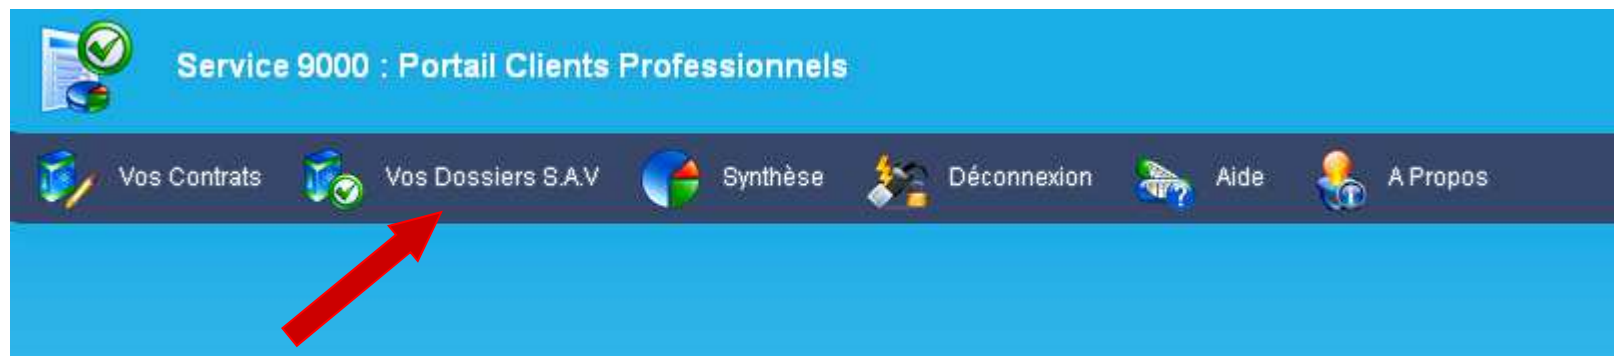 Service 9000 : Portail Clients Professionnels
Vos Contrats Vos Dossiers S.A.V Synthèse Déconnexion Aide A Propos